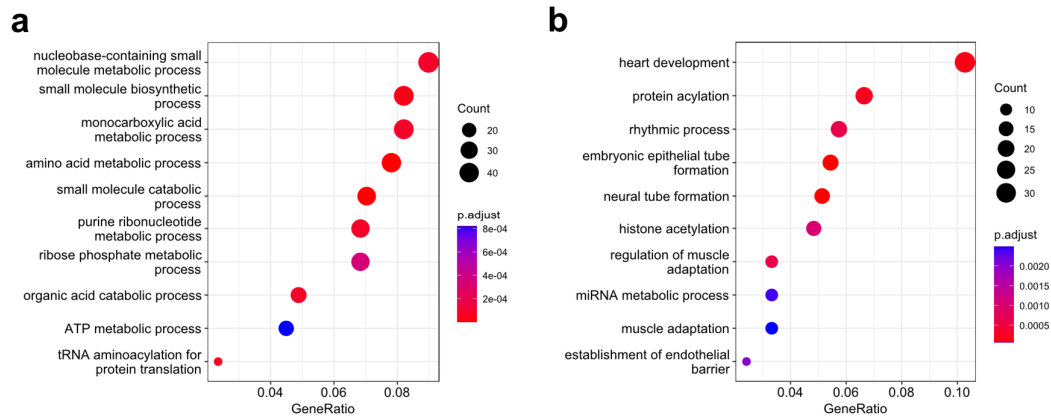 a
nucleobase-containing small
molecule metabolic process
small molecule biosynthetic
process
monocarboxylic acid
metabolic process
amino acid metabolic process
small molecule catabolic
process
purine ribonucleotide
metabolic process
ribose phosphate metabolic
process
organic acid catabolic process
ATP metabolic process
tRNA aminoacylation for
protein translation
0.04 0.06 0.08
GeneRatio
Count
20
30
40
p.adjust
8e-04
6e-04
4e-04
2e-04
b
heart development
protein acylation
rhythmic process
embryonic epithelial tube
formation
neural tube formation
histone acetylation
regulation of muscle
adaptation
miRNA metabolic process
muscle adaptation
establishment of endothelial
barrier
0.04 0.06 0.08 0.10
GeneRatio
Count
10
15
20
25
30
p.adjust
0.0020
0.0015
0.0010
0.0005